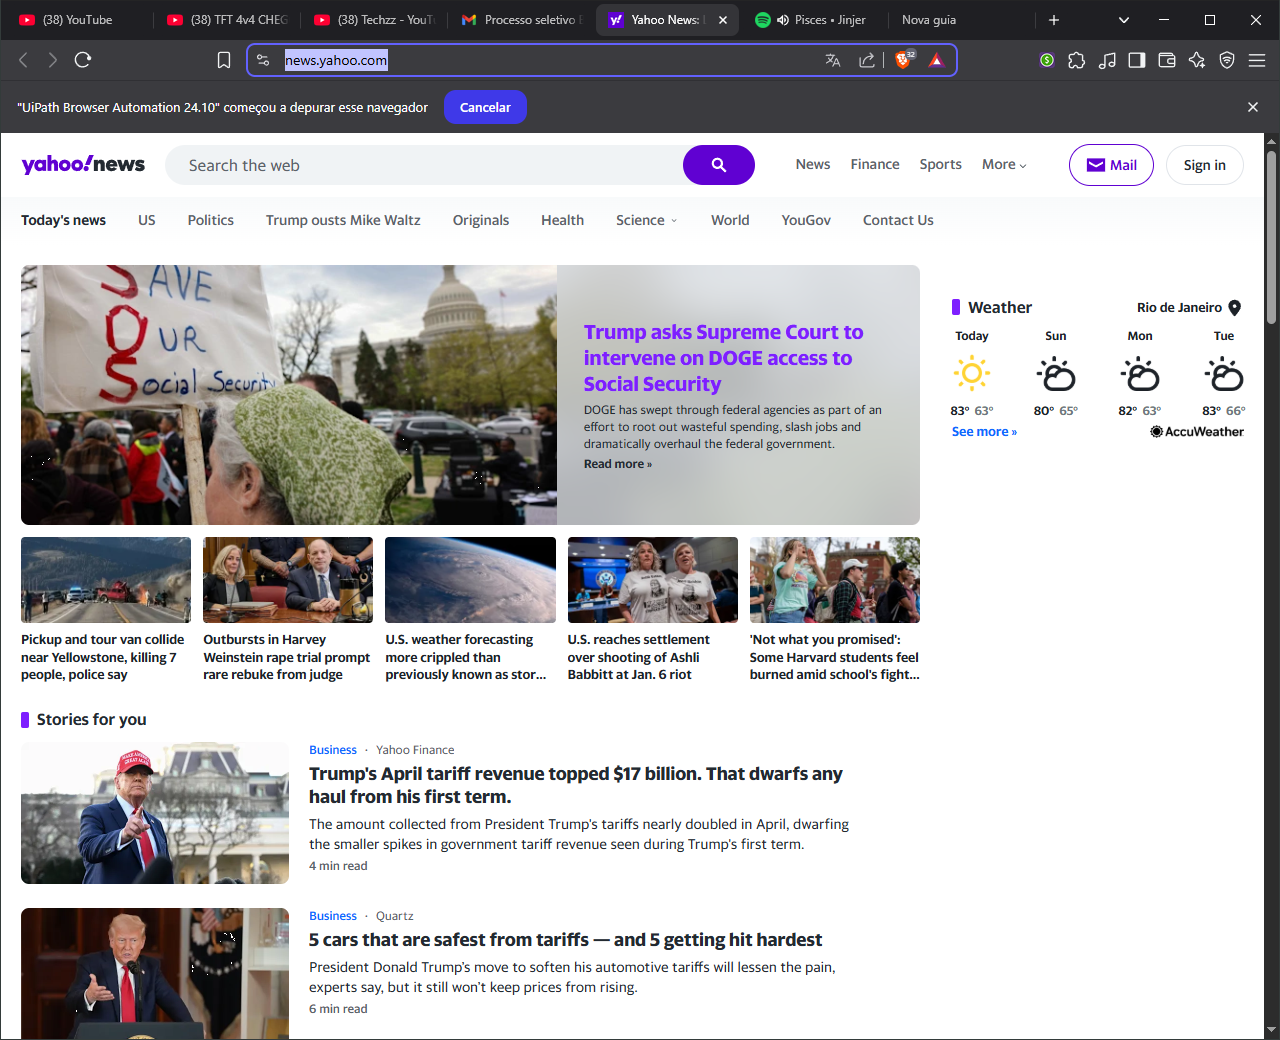 (38) YouTube
(38) TFT 4v4 CHEG
(38) Techzz - YouTu
Processo seletivo
Yahoo News:
Pisces • Jinjer
Nova guia
news.yahoo.com
32
"UiPath Browser Automation 24.10" começou a depurar esse navegador
Cancelar
yahoo!news
Search the web
News
Finance
Sports
More
Mail
Sign in
Today's news
US
Politics
Trump ousts Mike Waltz
Originals
Health
Science
World
YouGov
Contact Us
SAVE
OUR
Social Security
Trump asks Supreme Court to
intervene on DOGE access to
Social Security
DOGE has swept through federal agencies as part of an
effort to root out wasteful spending, slash jobs and
dramatically overhaul the federal government.
Read more »
Weather
Rio de Janeiro
Today
Sun
Mon
Tue
83° 63°
80° 65°
82° 63°
83° 66°
See more »
AccuWeather
Pickup and tour van collide
near Yellowstone, killing 7
people, police say
Outbursts in Harvey
Weinstein rape trial prompt
rare rebuke from judge
U.S. weather forecasting
more crippled than
previously known as stor...
U.S. reaches settlement
over shooting of Ashli
Babbitt at Jan. 6 riot
'Not what you promised':
Some Harvard students feel
burned amid school's fight...
Stories for you
Business · Yahoo Finance
Trump's April tariff revenue topped $17 billion. That dwarfs any
haul from his first term.
The amount collected from President Trump's tariffs nearly doubled in April, dwarfing
the smaller spikes in government tariff revenue seen during Trump's first term.
4 min read
Business · Quartz
5 cars that are safest from tariffs — and 5 getting hit hardest
President Donald Trump's move to soften his automotive tariffs will lessen the pain,
experts say, but it still won't keep prices from rising.
6 min read